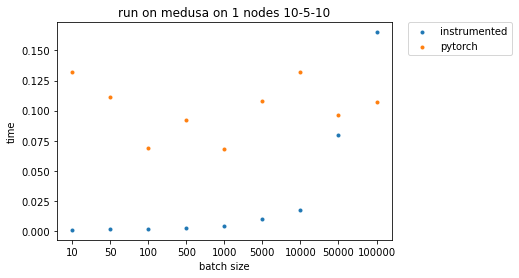 run on medusa on 1 nodes 10-5-10
instrumented
pytorch
0.150
0.125
0.100
0.075
0.050
0.025
0.000
time
10 50 100 500 1000 5000 10000 50000 100000
batch size